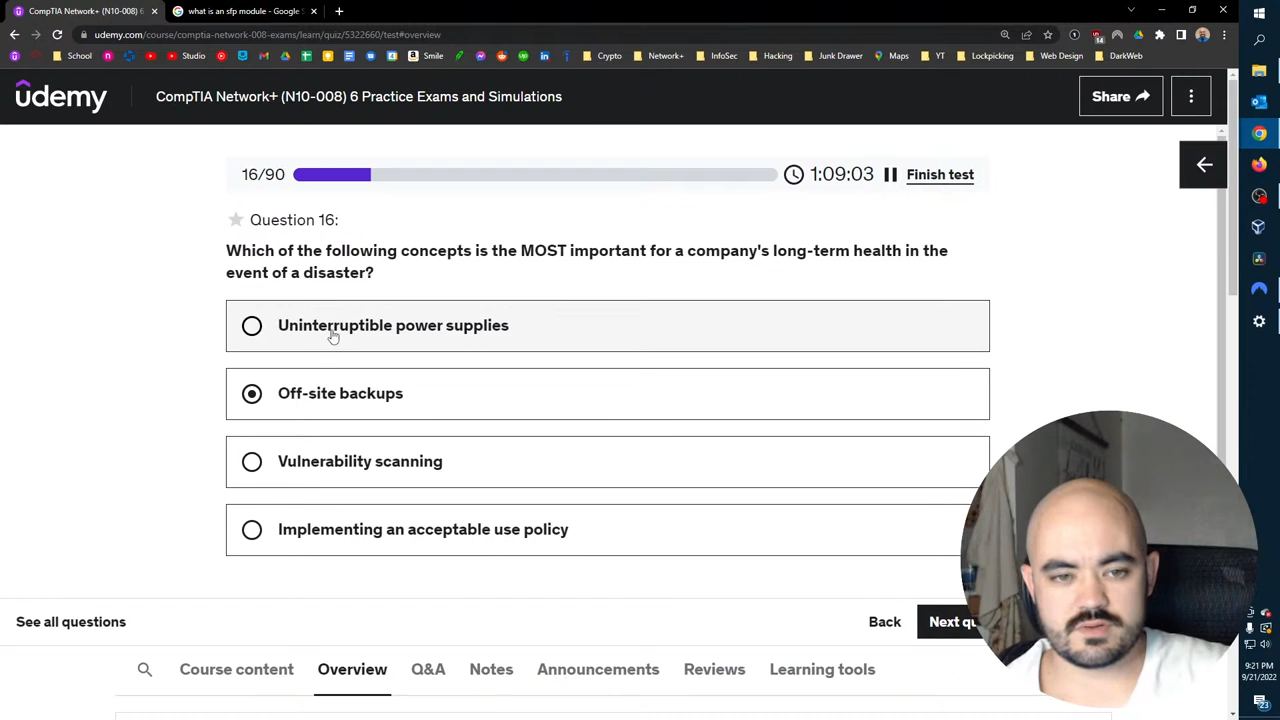 CompTIA Network+ (N10-008) 6
what is an sfp module - Google S
udemy.com/course/comptia-network-008-exams/learn/quiz/5322660/test#overview
School
Studio
Smile
Crypto
Network+
InfoSec
Hacking
Junk Drawer
Maps
YT
Lockpicking
Web Design
DarkWeb
14
ûdemy
CompTIA Network+ (N10-008) 6 Practice Exams and Simulations
Share
16/90
1:09:03
Finish test
Question 16:
Which of the following concepts is the MOST important for a company's long-term health in the
event of a disaster?
Uninterruptible power supplies
Off-site backups
Vulnerability scanning
Implementing an acceptable use policy
See all questions
Back
Next qu
Course content
Overview
Q&A
Notes
Announcements
Reviews
Learning tools
9:21 PM
9/21/2022
23